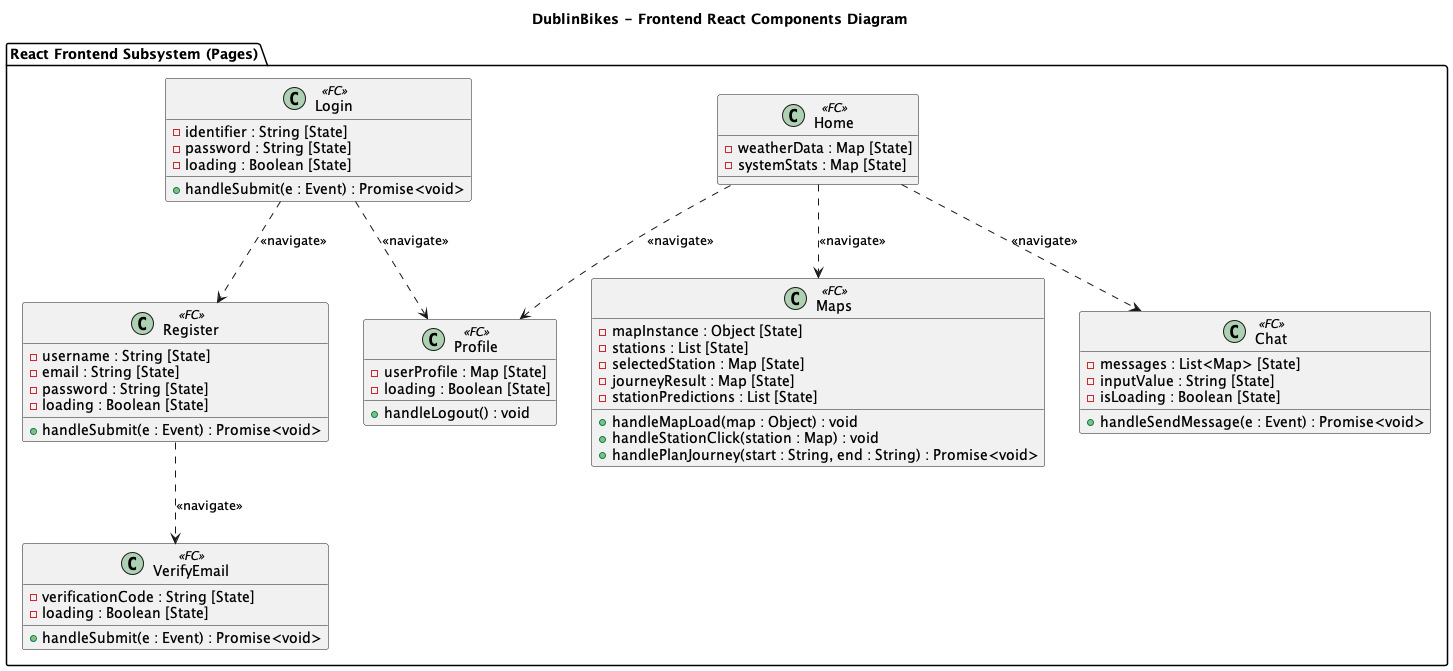 DublinBikes - Frontend React Components Diagram
React Frontend Subsystem (Pages)
C
«FC»
Login
identifier : String [State]
password : String [State]
loading : Boolean [State]
handleSubmit(e : Event) : Promise<void>
C
«FC»
Home
weatherData : Map [State]
systemStats : Map [State]
«navigate»
«navigate»
«navigate»
«navigate»
«navigate»
C
«FC»
Register
username : String [State]
email : String [State]
password : String [State]
loading : Boolean [State]
handleSubmit(e : Event) : Promise<void>
C
«FC»
Profile
userProfile : Map [State]
loading : Boolean [State]
handleLogout() : void
C
«FC»
Maps
mapInstance : Object [State]
stations : List [State]
selectedStation : Map [State]
journeyResult : Map [State]
stationPredictions : List [State]
handleMapLoad(map : Object) : void
handleStationClick(station : Map) : void
handlePlanJourney(start : String, end : String) : Promise<void>
C
«FC»
Chat
messages : List<Map> [State]
inputValue : String [State]
isLoading : Boolean [State]
handleSendMessage(e : Event) : Promise<void>
«navigate»
C
«FC»
VerifyEmail
verificationCode : String [State]
loading : Boolean [State]
handleSubmit(e : Event) : Promise<void>